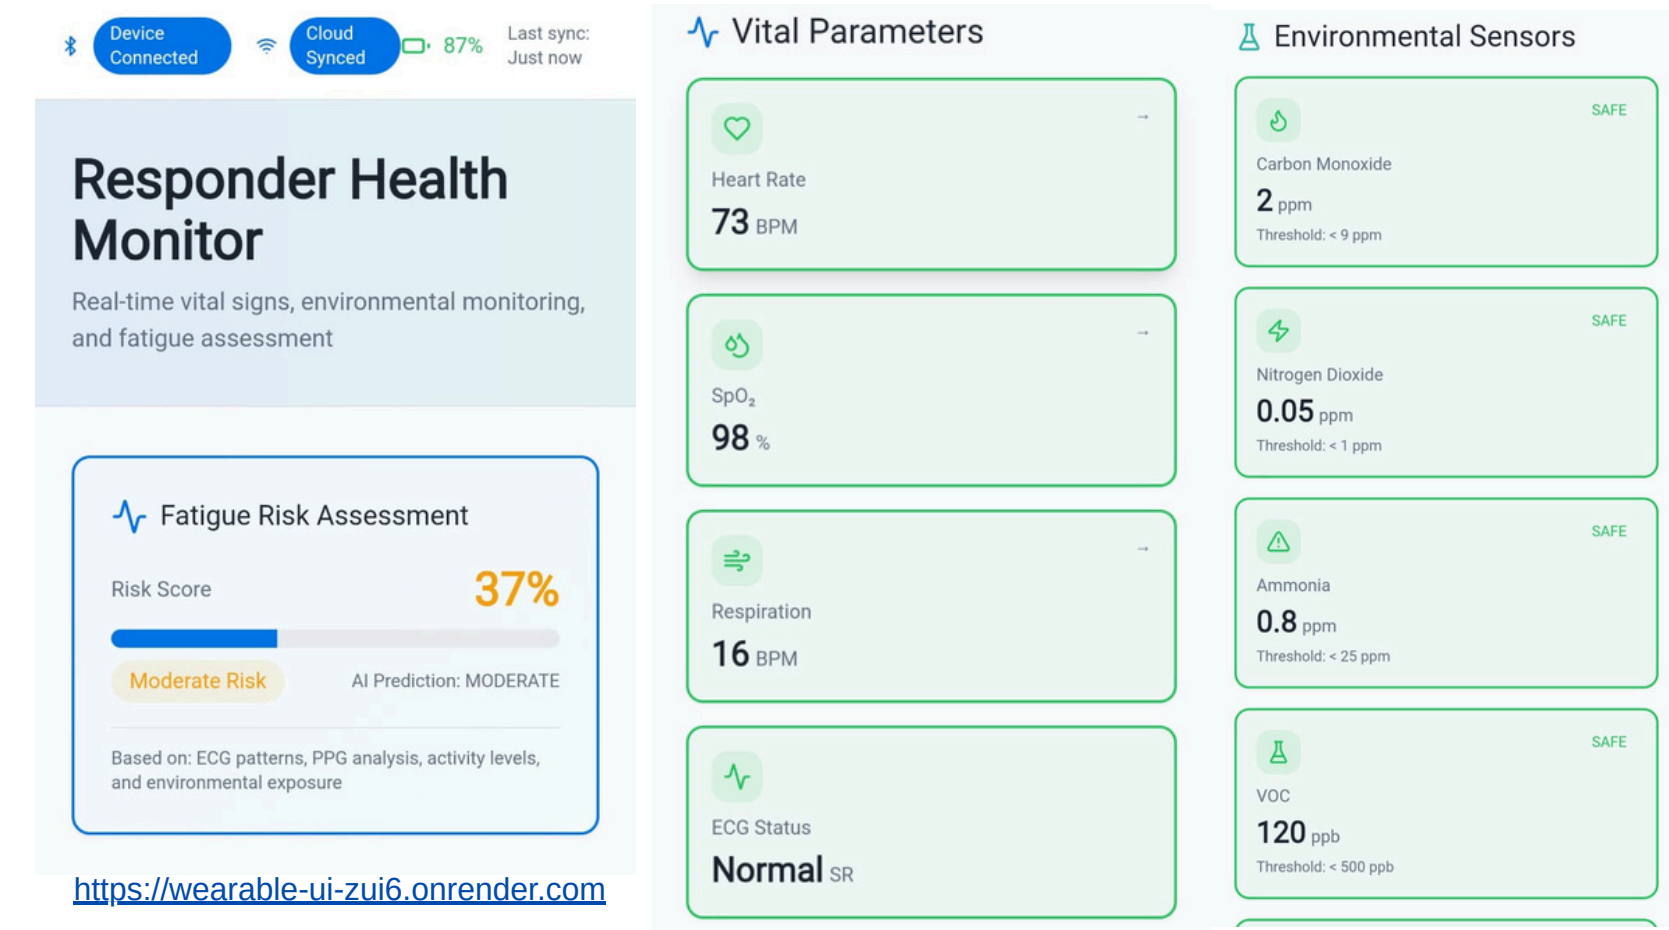 Device
Connected
Cloud
Synced
87%
Last sync:
Just now
Responder Health
Monitor
Real-time vital signs, environmental monitoring,
and fatigue assessment
Fatigue Risk Assessment
Risk Score
37%
Moderate Risk
AI Prediction: MODERATE
Based on: ECG patterns, PPG analysis, activity levels,
and environmental exposure
https://wearable-ui-zui6.onrender.com
Vital Parameters
→
Heart Rate
73 BPM
→
SpO₂
98 %
→
Respiration
16 BPM
ECG Status
Normal SR
Environmental Sensors
SAFE
Carbon Monoxide
2 ppm
Threshold: < 9 ppm
SAFE
Nitrogen Dioxide
0.05 ppm
Threshold: < 1 ppm
SAFE
Ammonia
0.8 ppm
Threshold: < 25 ppm
SAFE
VOC
120 ppb
Threshold: < 500 ppb